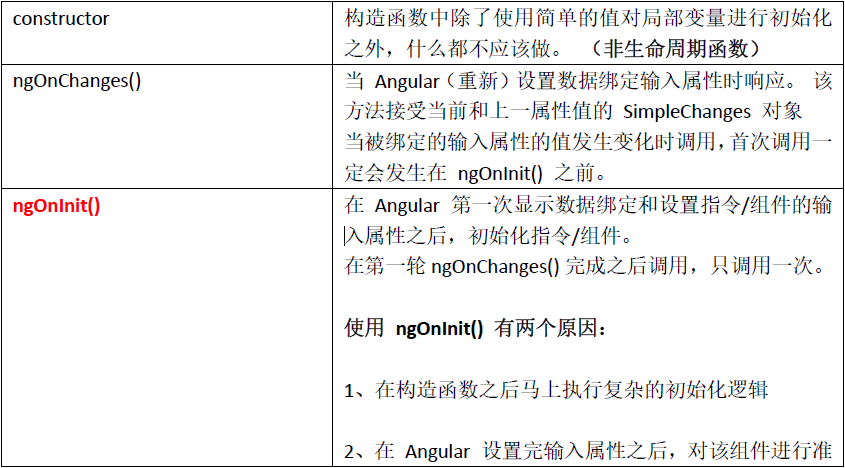 constructor
构造函数中除了使用简单的值对局部变量进行初始化
之外，什么都不应该做。（非生命周期函数）
ngOnChanges()
当 Angular（重新）设置数据绑定输入属性时响应。 该
方法接受当前和上一属性值的 SimpleChanges 对象
当被绑定的输入属性的值发生变化时调用，首次调用一
定会发生在 ngOnInit() 之前。
ngOnInit()
在 Angular 第一次显示数据绑定和设置指令/组件的输
入属性之后，初始化指令/组件。
在第一轮 ngOnChanges() 完成之后调用，只调用一次。
使用 ngOnInit() 有两个原因：
1、在构造函数之后马上执行复杂的初始化逻辑
2、在 Angular 设置完输入属性之后，对该组件进行准